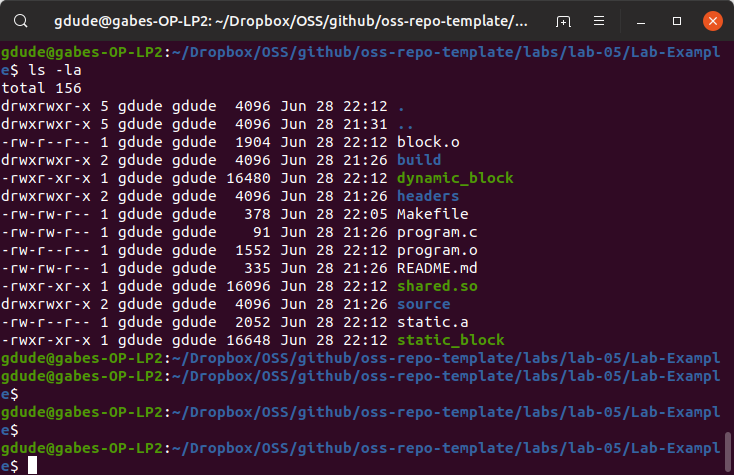 gdude@gabes-OP-LP2: ~/Dropbox/OSS/github/oss-repo-template/...
gdude@gabes-OP-LP2:~/Dropbox/OSS/github/oss-repo-template/labs/lab-05/Lab-Exampl
e$ ls -la
total 156
drwxrwxr-x 5 gdude gdude  4096 Jun 28 22:12 .
drwxrwxr-x 5 gdude gdude  4096 Jun 28 21:31 ..
-rw-r--r-- 1 gdude gdude  1904 Jun 28 22:12 block.o
drwxrwxr-x 2 gdude gdude  4096 Jun 28 21:26 build
-rwxrwxr-x 1 gdude gdude 16480 Jun 28 22:12 dynamic_block
drwxrwxr-x 2 gdude gdude  4096 Jun 28 21:26 headers
-rw-rw-r-- 1 gdude gdude   378 Jun 28 22:05 Makefile
-rw-rw-r-- 1 gdude gdude    91 Jun 28 21:26 program.c
-rw-rw-r-- 1 gdude gdude  1552 Jun 28 22:12 program.o
-rw-rw-r-- 1 gdude gdude   335 Jun 28 21:26 README.md
-rwxrwxr-x 1 gdude gdude 16096 Jun 28 22:12 shared.so
drwxrwxr-x 2 gdude gdude  4096 Jun 28 21:26 source
-rw-rw-r-- 1 gdude gdude  2052 Jun 28 22:12 static.a
-rwxrwxr-x 1 gdude gdude 16648 Jun 28 22:12 static_block
gdude@gabes-OP-LP2:~/Dropbox/OSS/github/oss-repo-template/labs/lab-05/Lab-Exampl
gdude@gabes-OP-LP2:~/Dropbox/OSS/github/oss-repo-template/labs/lab-05/Lab-Exampl
e$
gdude@gabes-OP-LP2:~/Dropbox/OSS/github/oss-repo-template/labs/lab-05/Lab-Exampl
e$
gdude@gabes-OP-LP2:~/Dropbox/OSS/github/oss-repo-template/labs/lab-05/Lab-Exampl
e$